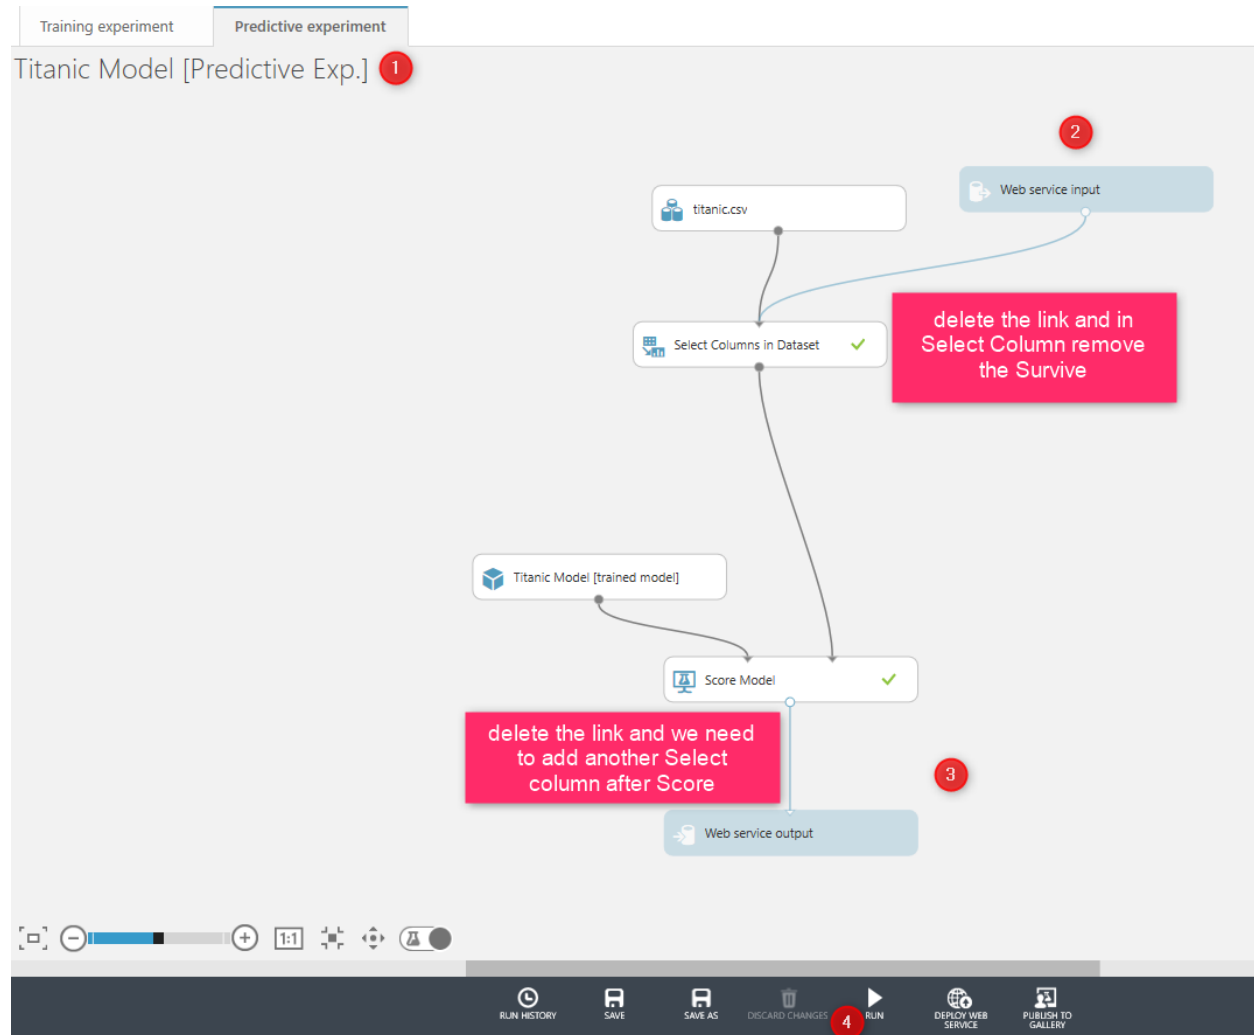 Training experiment
Predictive experiment
Titanic Model [Predictive Exp.]
1
2
Web service input
titanic.csv
delete the link and in
Select Column remove
the Survive
Select Columns in Dataset
Titanic Model [trained model]
Score Model
delete the link and we need
to add another Select
column after Score
3
Web service output
1:1
RUN HISTORY
SAVE
SAVE AS
DISCARD CHANGES
4
RUN
DEPLOY WEB
SERVICE
PUBLISH TO
GALLERY